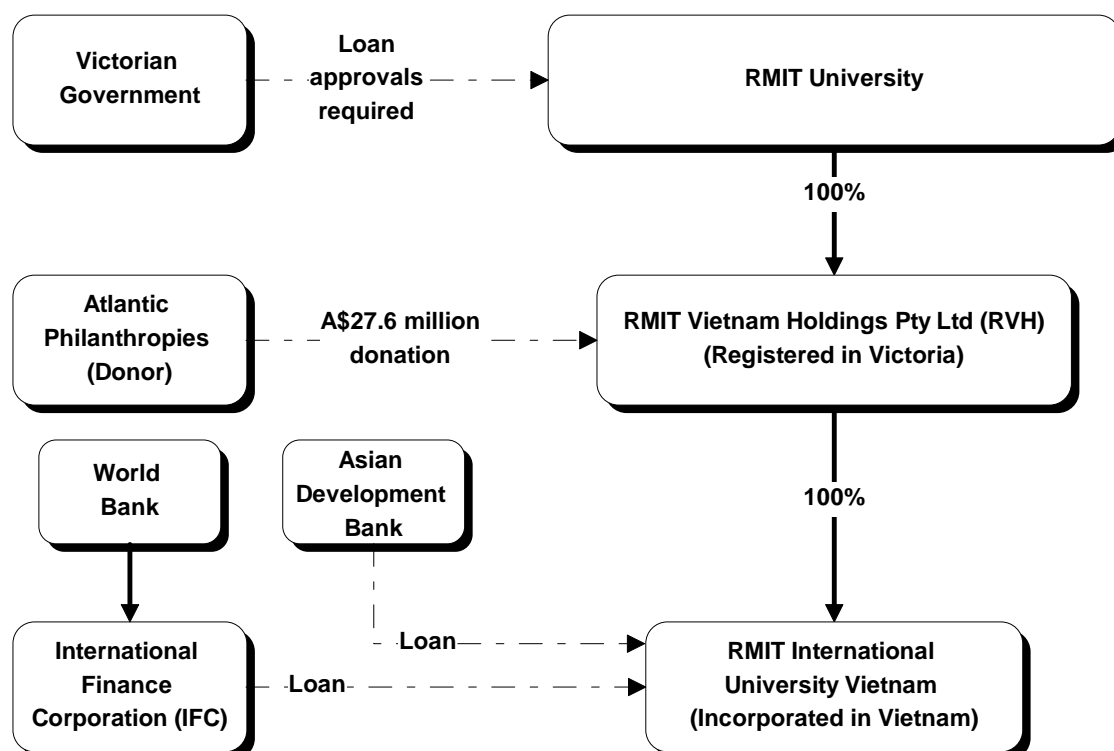 Victorian
Government
Loan
approvals
required
RMIT University
100%
Atlantic
Philanthropies
(Donor)
A$27.6 million
donation
RMIT Vietnam Holdings Pty Ltd (RVH)
(Registered in Victoria)
World
Bank
Asian
Development
Bank
100%
International
Finance
Corporation (IFC)
Loan
Loan
RMIT International
University Vietnam
(Incorporated in Vietnam)